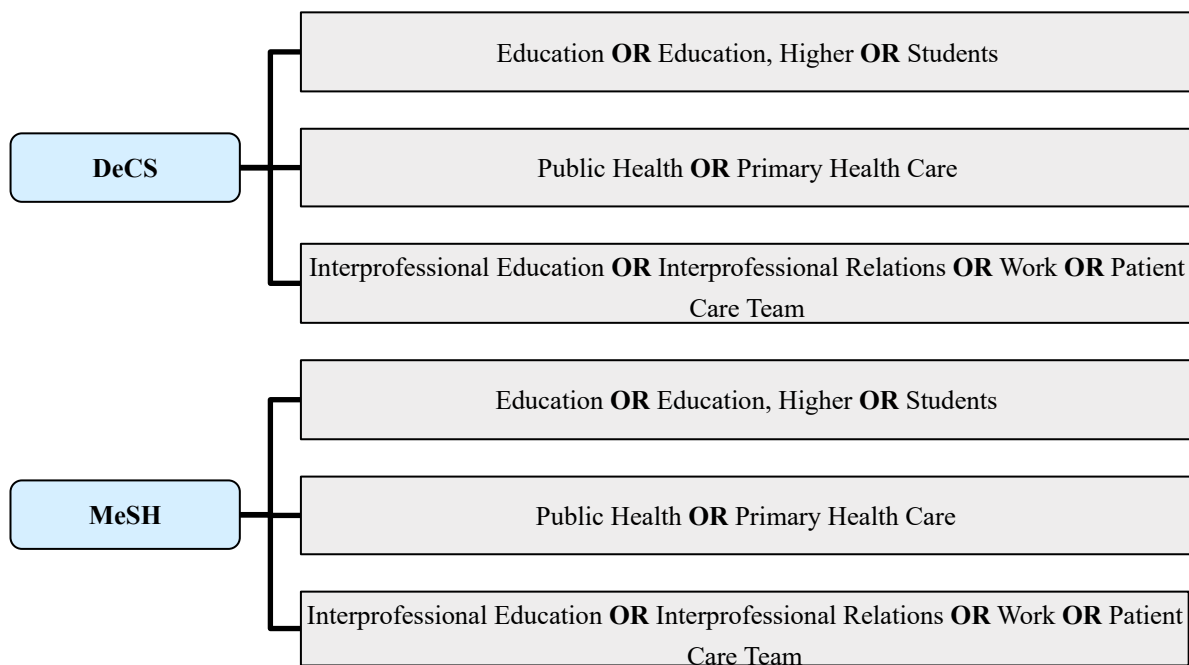 Education OR Education, Higher OR Students
DeCS
Public Health OR Primary Health Care
Interprofessional Education OR Interprofessional Relations OR Work OR Patient
Care Team
Education OR Education, Higher OR Students
MeSH
Public Health OR Primary Health Care
Interprofessional Education OR Interprofessional Relations OR Work OR Patient
Care Team